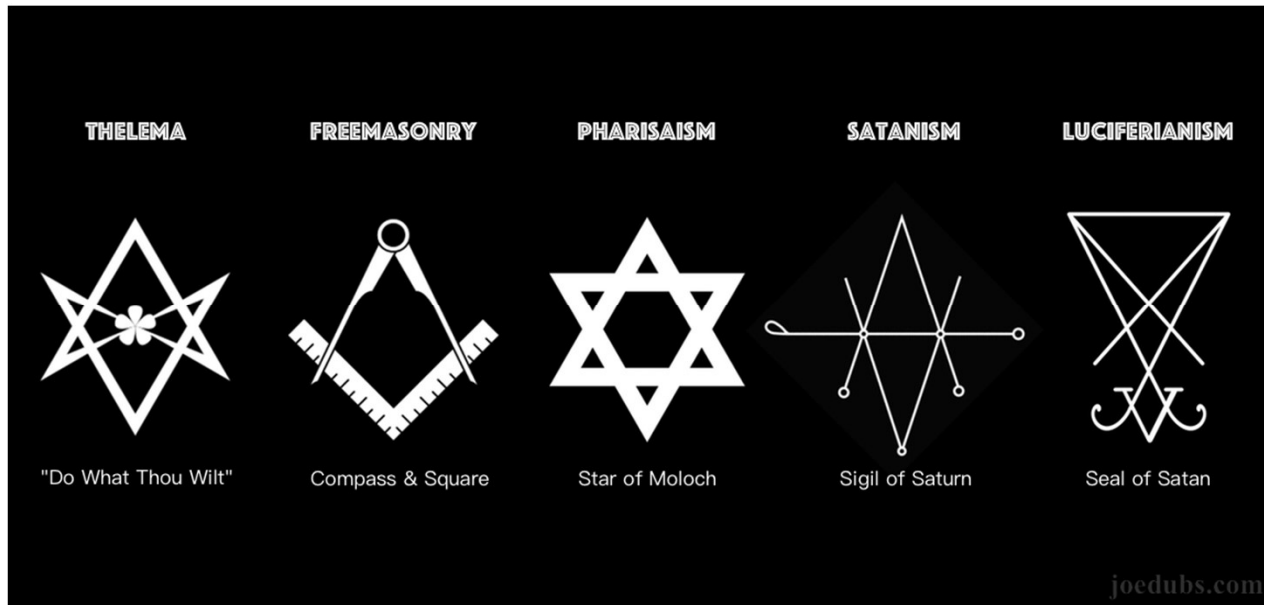 THELEMA
FREEMASONRY
PHARISAISM
SATANISM
LUCIFERIANISM
"Do What Thou Wilt"
Compass & Square
Star of Moloch
Sigil of Saturn
Seal of Satan
joedubs.com